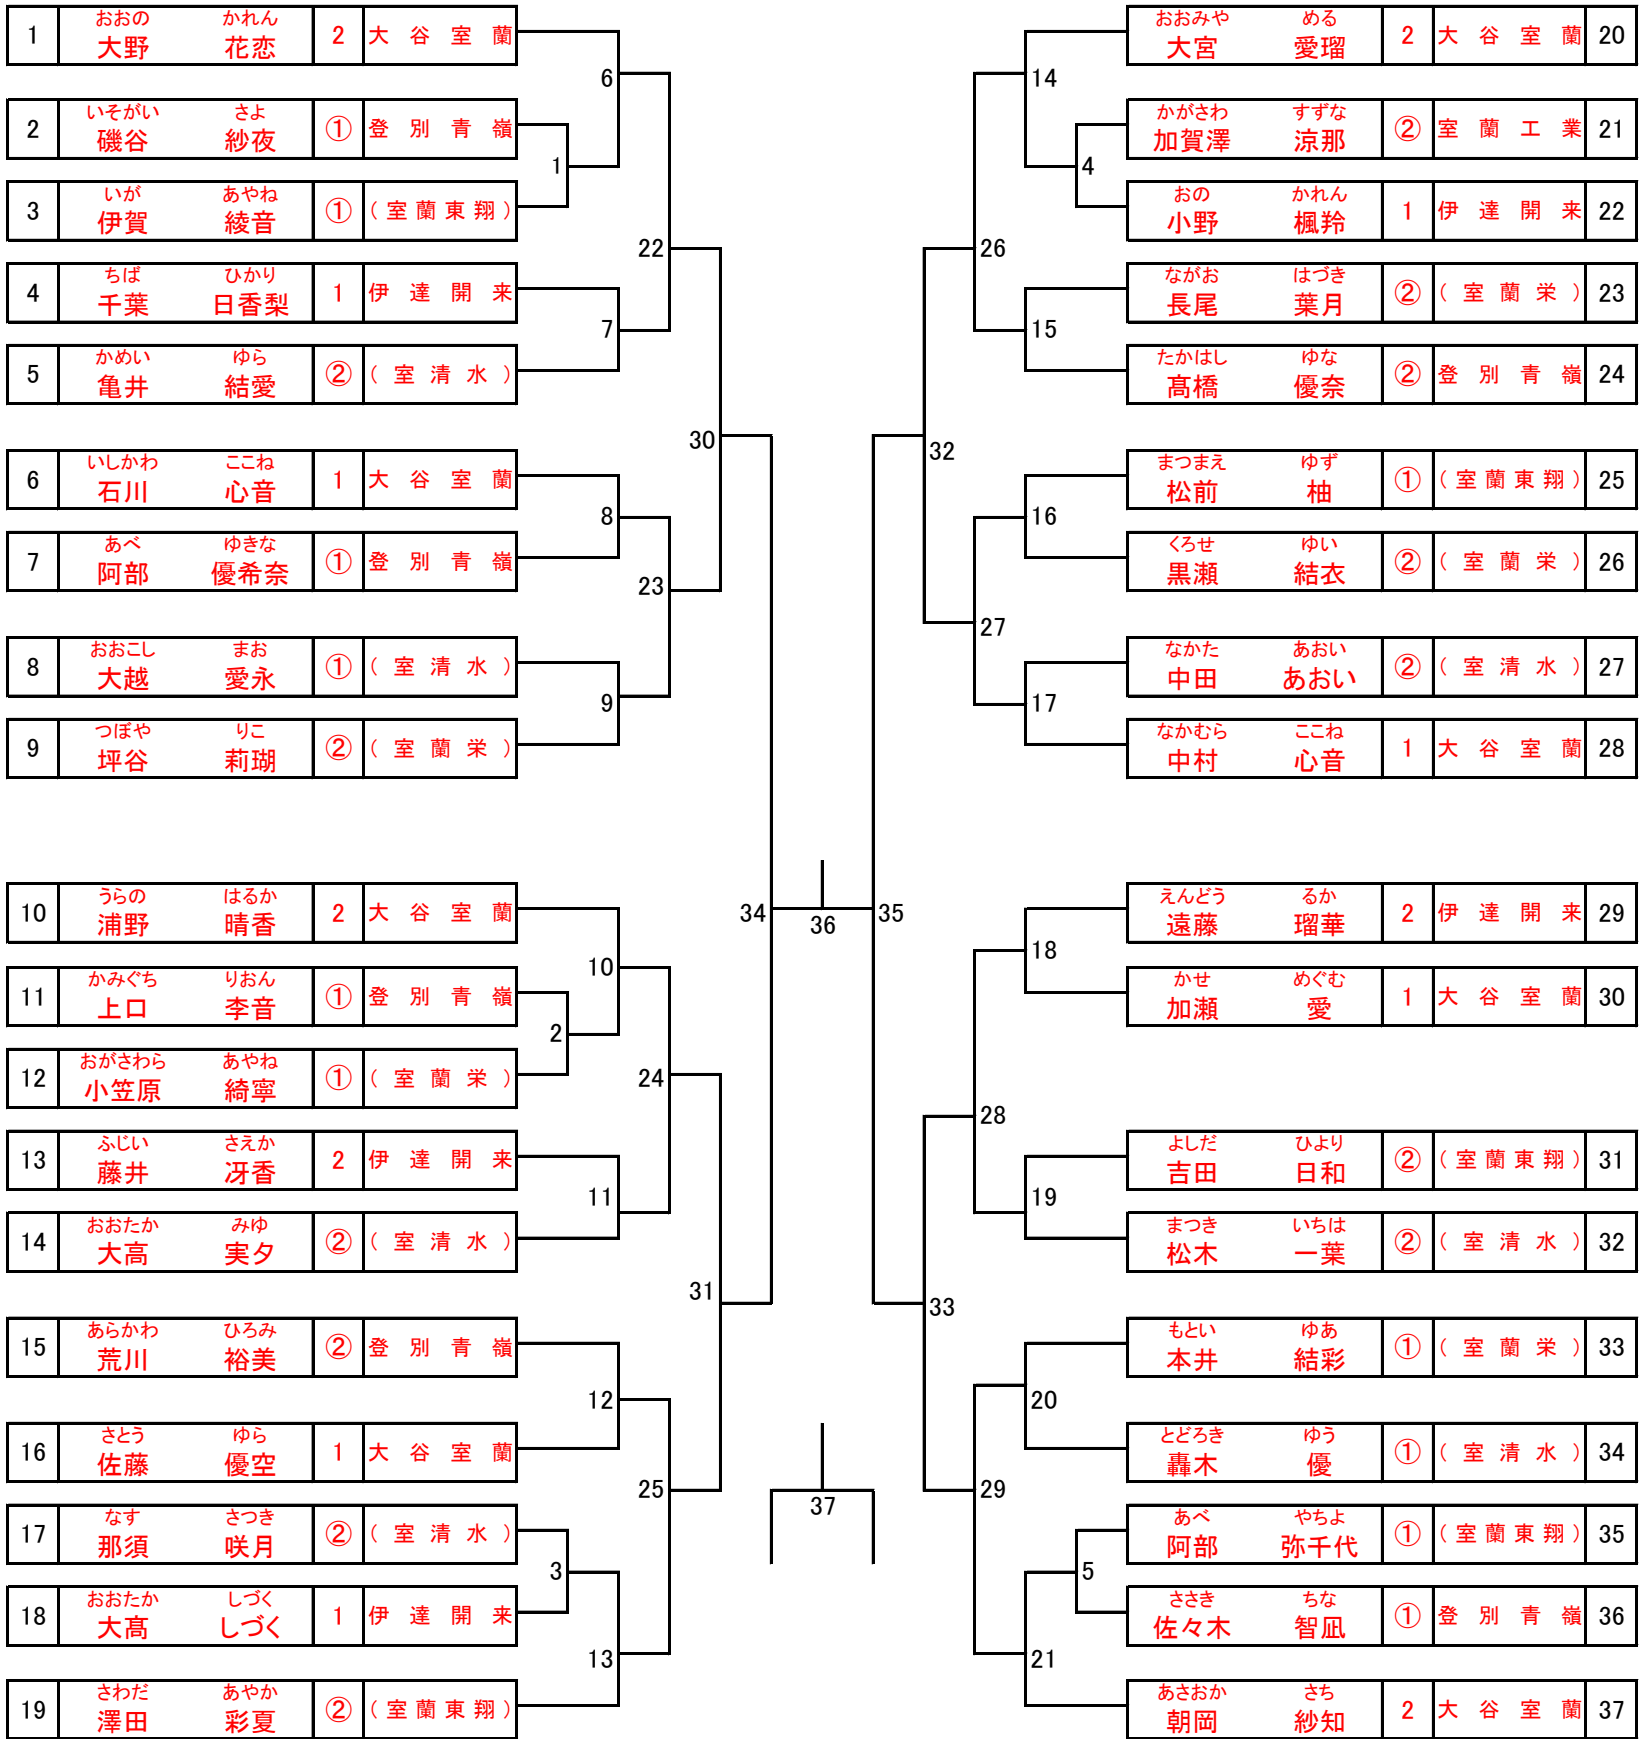 おおの かれん
1 大野 花恋 2 大谷室蘭
いそがい さよ
2 磯谷 紗夜 ① 登別青嶺
いが あやね
3 伊賀 綾音 ① (室蘭東翔)
ちば ひかり
4 千葉 日香梨 1 伊達開来
かめい ゆら
5 亀井 結愛 ② (室清水)
いしかわ ここね
6 石川 心音 1 大谷室蘭
あべ ゆきな
7 阿部 優希奈 ① 登別青嶺
おおこし まお
8 大越 愛永 ① (室清水)
つぼや りこ
9 坪谷 莉瑚 ② (室蘭栄)
うらの はるか
10 浦野 晴香 2 大谷室蘭
かみぐち りおん
11 上口 李音 ① 登別青嶺
おがさわら あやね
12 小笠原 綺寧 ① (室蘭栄)
ふじい さえか
13 藤井 冴香 2 伊達開来
おおたか みゆ
14 大高 実夕 ② (室清水)
あらかわ ひろみ
15 荒川 裕美 ② 登別青嶺
さとう ゆら
16 佐藤 優空 1 大谷室蘭
なす さつき
17 那須 咲月 ② (室清水)
おおたか しづく
18 大髙 しづく 1 伊達開来
さわだ あやか
19 澤田 彩夏 ② (室蘭東翔)
6
1
22
7
30
8
23
9
34
10
2
24
11
31
12
25
3
13
36
37
14
4
26
15
32
16
27
17
35
18
28
19
33
20
29
5
21
おおみや める
大宮 愛瑠 2 大谷室蘭 20
かがさわ すずな
加賀澤 涼那 ② 室蘭工業 21
おの かれん
小野 楓羚 1 伊達開来 22
ながお はづき
長尾 葉月 ② (室蘭栄) 23
たかはし ゆな
髙橋 優奈 ② 登別青嶺 24
まつまえ ゆず
松前 柚 ① (室蘭東翔) 25
くろせ ゆい
黒瀬 結衣 ② (室蘭栄) 26
なかた あおい
中田 あおい ② (室清水) 27
なかむら ここね
中村 心音 1 大谷室蘭 28
えんどう るか
遠藤 瑠華 2 伊達開来 29
かせ めぐむ
加瀬 愛 1 大谷室蘭 30
よしだ ひより
吉田 日和 ② (室蘭東翔) 31
まつき いちは
松木 一葉 ② (室清水) 32
もとい ゆあ
本井 結彩 ① (室蘭栄) 33
とどろき ゆう
轟木 優 ① (室清水) 34
あべ やちよ
阿部 弥千代 ① (室蘭東翔) 35
ささき ちな
佐々木 智凪 ① 登別青嶺 36
あさおか さち
朝岡 紗知 2 大谷室蘭 37